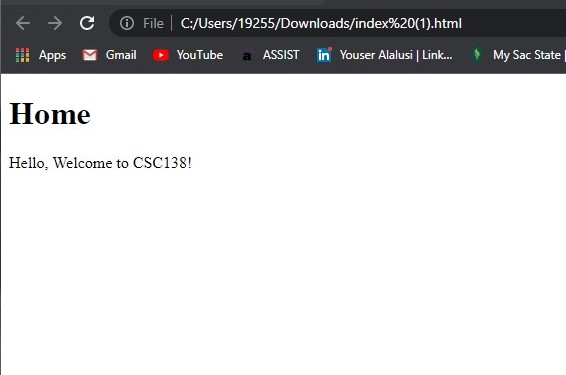 File | C:/Users/19255/Downloads/index%20(1).html
Apps Gmail YouTube ASSIST Youser Alalusi | Link... My Sac State |
Home
Hello, Welcome to CSC138!